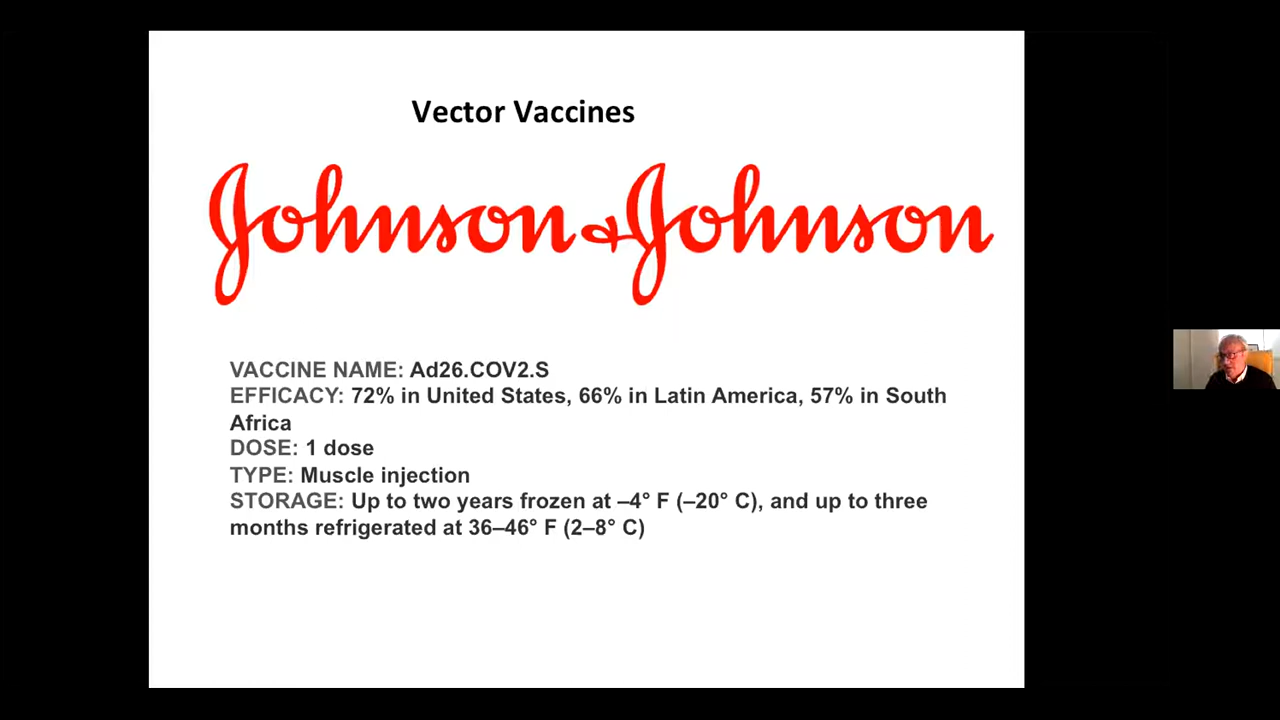 Vector Vaccines
Johnson & Johnson
VACCINE NAME: Ad26.COV2.S
EFFICACY: 72% in United States, 66% in Latin America, 57% in South
Africa
DOSE: 1 dose
TYPE: Muscle injection
STORAGE: Up to two years frozen at –4° F (–20° C), and up to three
months refrigerated at 36–46° F (2–8° C)